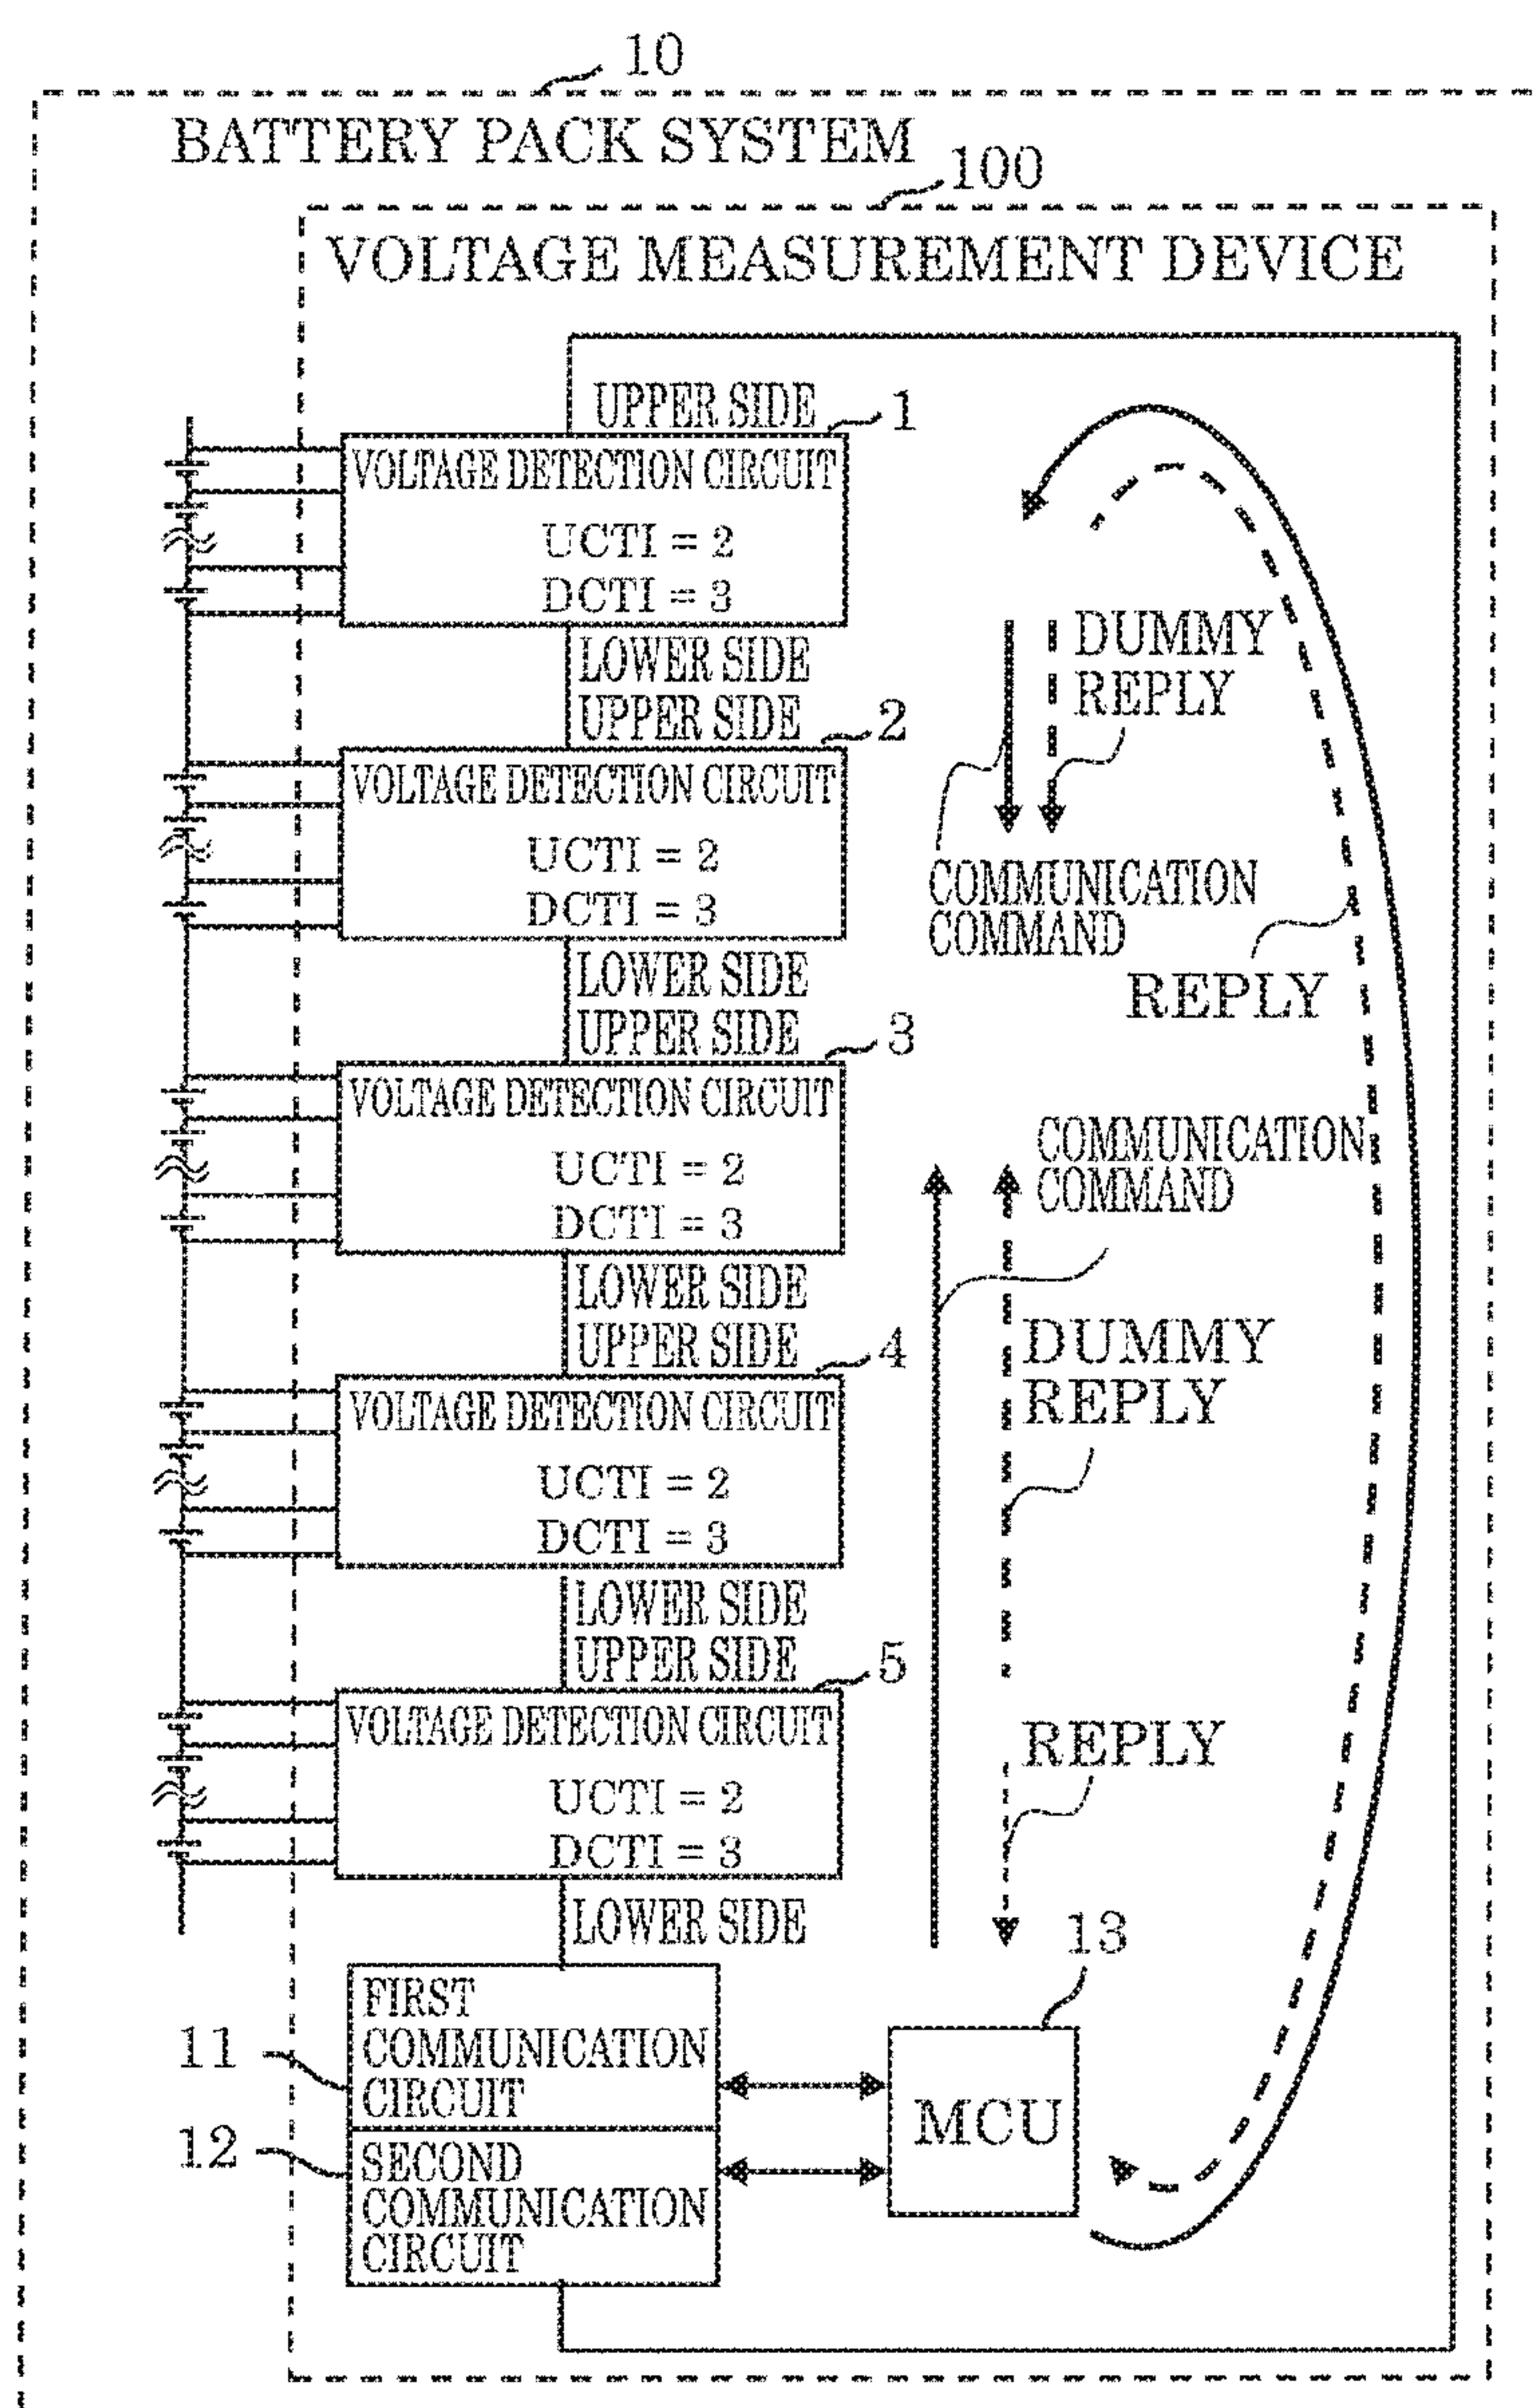 10
BATTERY PACK SYSTEM
100
VOLTAGE MEASUREMENT DEVICE
UPPER SIDE
1
VOLTAGE DETECTION CIRCUIT
UCTI = 2
DCTI = 3
DUMMY
REPLY
LOWER SIDE
UPPER SIDE
2
VOLTAGE DETECTION CIRCUIT
UCTI = 2
DCTI = 3
COMMUNICATION
COMMAND
REPLY
LOWER SIDE
UPPER SIDE
3
VOLTAGE DETECTION CIRCUIT
UCTI = 2
DCTI = 3
COMMUNICATION
COMMAND
LOWER SIDE
UPPER SIDE
4
DUMMY
REPLY
VOLTAGE DETECTION CIRCUIT
UCTI = 2
DCTI = 3
LOWER SIDE
UPPER SIDE
5
VOLTAGE DETECTION CIRCUIT
UCTI = 2
DCTI = 3
REPLY
LOWER SIDE
13
11
FIRST
COMMUNICATION
CIRCUIT
MCU
12
SECOND
COMMUNICATION
CIRCUIT